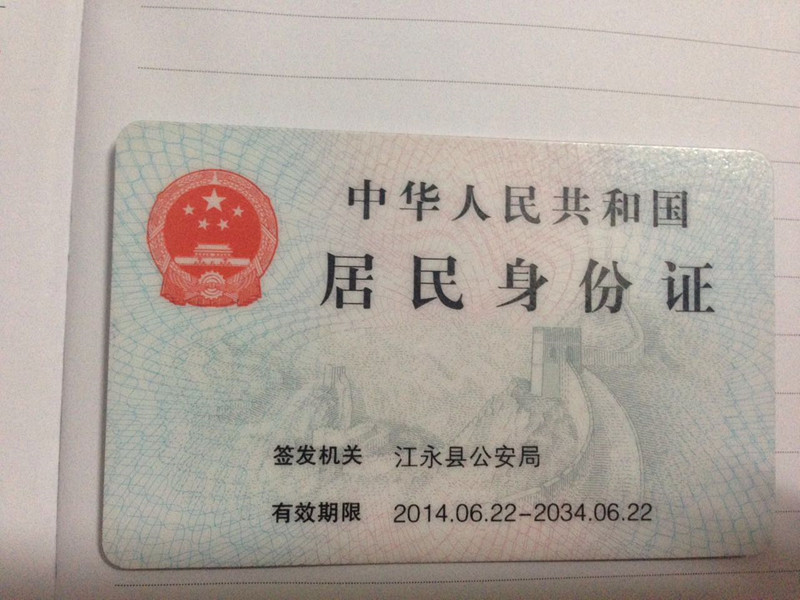 中华人民共和国
居民身份证
签发机关 江永县公安局
有效期限 2014.06.22-2034.06.22